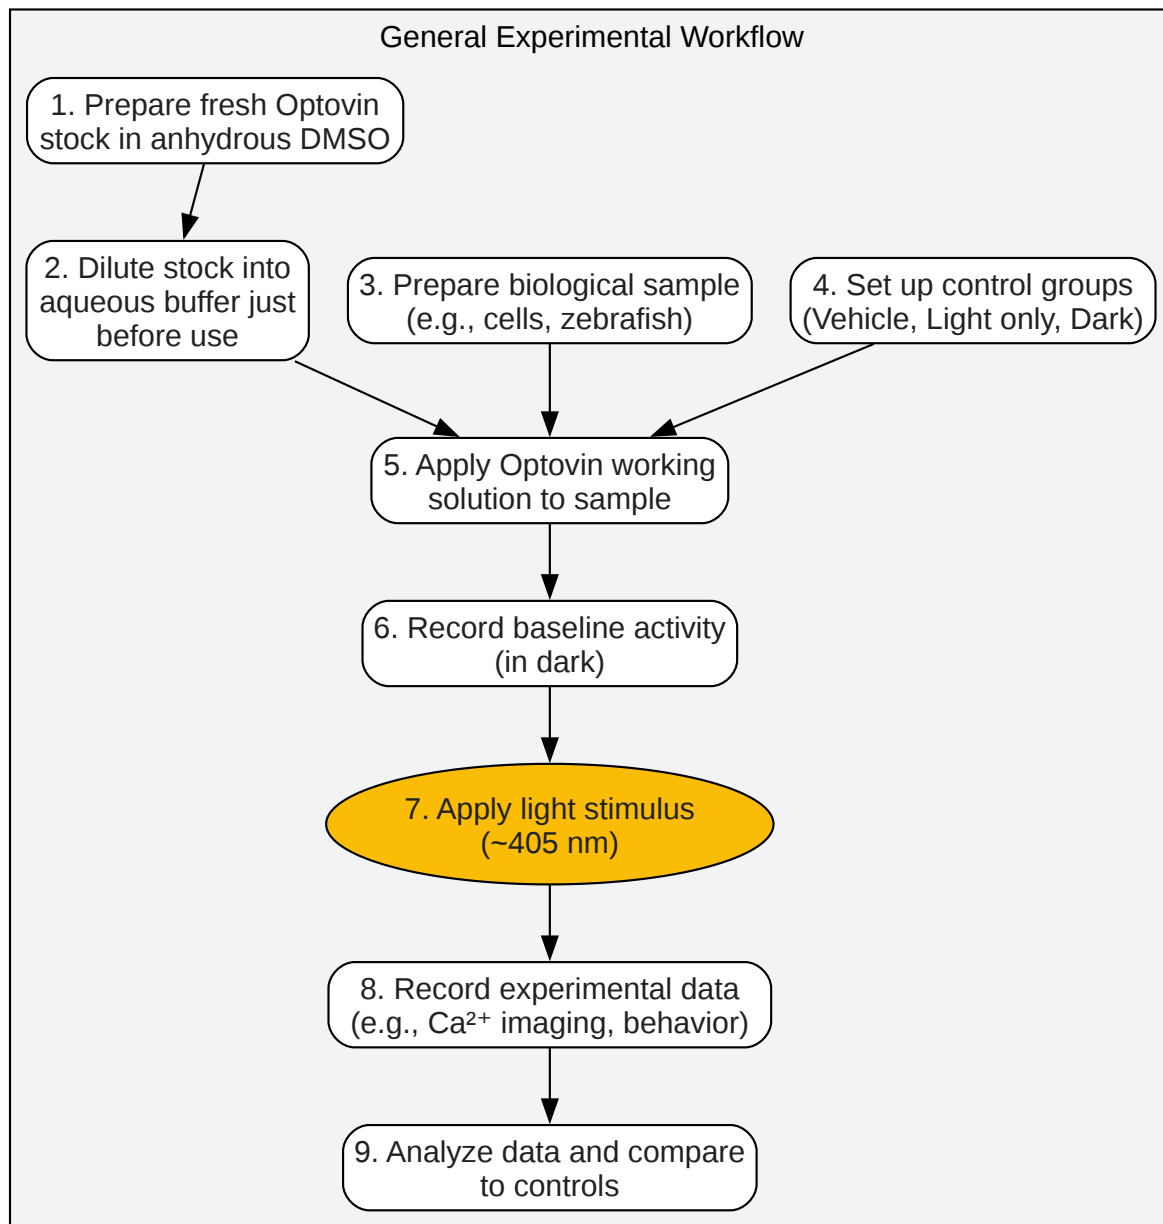 General Experimental Workflow
1. Prepare fresh Optovin
stock in anhydrous DMSO
2. Dilute stock into
aqueous buffer just
before use
3. Prepare biological sample
(e.g., cells, zebrafish)
4. Set up control groups
(Vehicle, Light only, Dark)
5. Apply Optovin working
solution to sample
6. Record baseline activity
(in dark)
7. Apply light stimulus
(~405 nm)
8. Record experimental data
(e.g., Ca²⁺ imaging, behavior)
9. Analyze data and compare
to controls